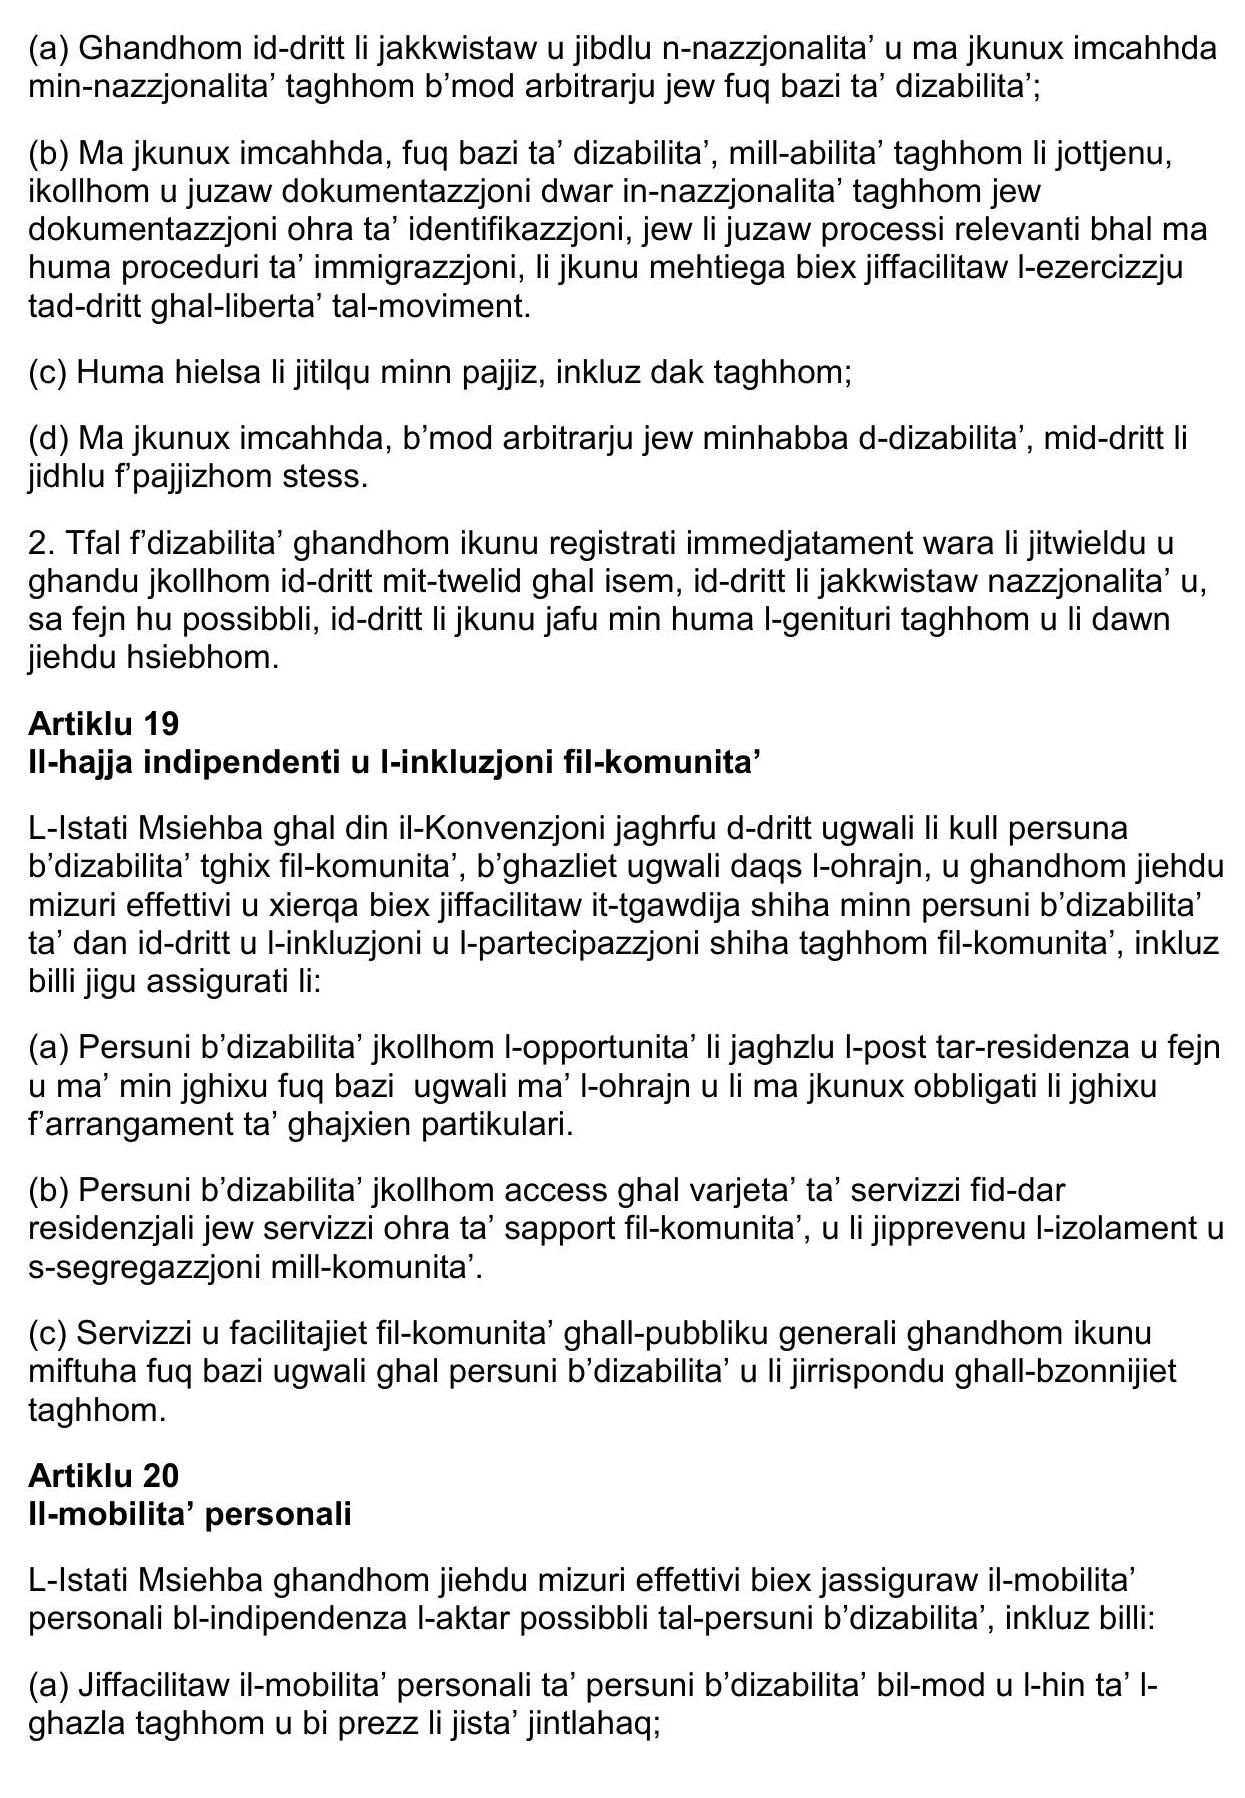 (a) Ghandhom id-dritt li jakkwistaw u jibdlu n-nazzjonalita’ u ma jkunux imcahhda
min-nazzjonalita’ taghhom b’mod arbitrarju jew fuq bazi ta’ dizabilita’;
(b) Ma jkunux imcahhda, fuq bazi ta’ dizabilita’, mill-abilita’ taghhom li jottjenu,
ikollhom u juzaw dokumentazzjoni dwar in-nazzjonalita’ taghhom jew
dokumentazzjoni ohra ta’ identifikazzjoni, jew li juzaw processi relevanti bhal ma
huma proceduri ta’ immigrazzjoni, li jkunu mehtiega biex jiffacilitaw l-ezercizzju
tad-dritt ghal-liberta’ tal-moviment.
(c) Huma hielsa li jitilqu minn pajjiz, inkluz dak taghhom;
(d) Ma jkunux imcahhda, b’mod arbitrarju jew minhabba d-dizabilita’, mid-dritt li
jidhlu f’pajjizhom stess.
2. Tfal f’dizabilita’ ghandhom ikunu registrati immedjatament wara li jitwieldu u
ghandu jkollhom id-dritt mit-twelid ghal isem, id-dritt li jakkwistaw nazzjonalita’ u,
sa fejn hu possibbli, id-dritt li jkunu jafu min huma l-genituri taghhom u li dawn
jiehdu hsiebhom.
Artiklu 19
Il-hajja indipendenti u l-inkluzjoni fil-komunita’
L-Istati Msiehba ghal din il-Konvenzjoni jaghrfu d-dritt ugwali li kull persuna
b’dizabilita’ tghix fil-komunita’, b’ghazliet ugwali daqs l-ohrajn, u ghandhom jiehdu
mizuri effettivi u xierqa biex jiffacilitaw it-tgawdija shiha minn persuni b’dizabilita’
ta’ dan id-dritt u l-inkluzjoni u l-partecipazzjoni shiha taghhom fil-komunita’, inkluz
billi jigu assigurati li:
(a) Persuni b’dizabilita’ jkollhom l-opportunita’ li jaghzlu l-post tar-residenza u fejn
u ma’ min jghixu fuq bazi  ugwali ma’ l-ohrajn u li ma jkunux obbligati li jghixu
f’arrangament ta’ ghajxien partikulari.
(b) Persuni b’dizabilita’ jkollhom access ghal varjeta’ ta’ servizzi fid-dar
residenzjali jew servizzi ohra ta’ sapport fil-komunita’, u li jipprevenu l-izolament u
s-segregazzjoni mill-komunita’.
(c) Servizzi u facilitajiet fil-komunita’ ghall-pubbliku generali ghandhom ikunu
miftuha fuq bazi ugwali ghal persuni b’dizabilita’ u li jirrispondu ghall-bzonnijiet
taghhom.
Artiklu 20
Il-mobilita’ personali
L-Istati Msiehba ghandhom jiehdu mizuri effettivi biex jassiguraw il-mobilita’
personali bl-indipendenza l-aktar possibbli tal-persuni b’dizabilita’, inkluz billi:
(a) Jiffacilitaw il-mobilita’ personali ta’ persuni b’dizabilita’ bil-mod u l-hin ta’ l-
ghazla taghhom u bi prezz li jista’ jintlahaq;